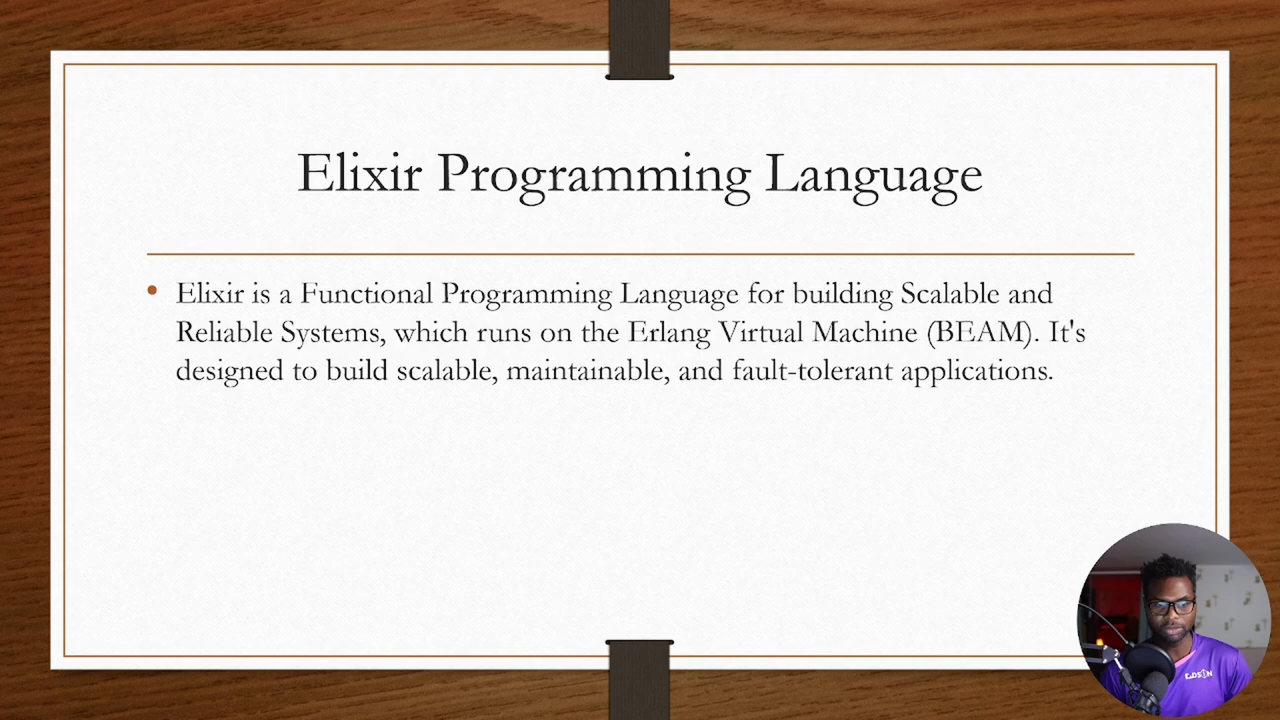 Elixir Programming Language
• Elixir is a Functional Programming Language for building Scalable and
Reliable Systems, which runs on the Erlang Virtual Machine (BEAM). It's
designed to build scalable, maintainable, and fault-tolerant applications.